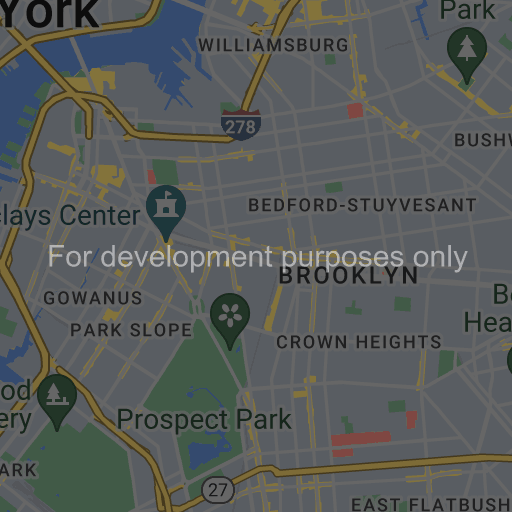 York
Park
WILLIAMSBURG
278
BUSHW
BEDFORD-STUYVESANT
clays Center
For development purposes only
BROOKLYN
GOWANUS
Be
Hea
PARK SLOPE
CROWN HEIGHTS
od
ery
Prospect Park
ARK
27
EAST FLATBUSH